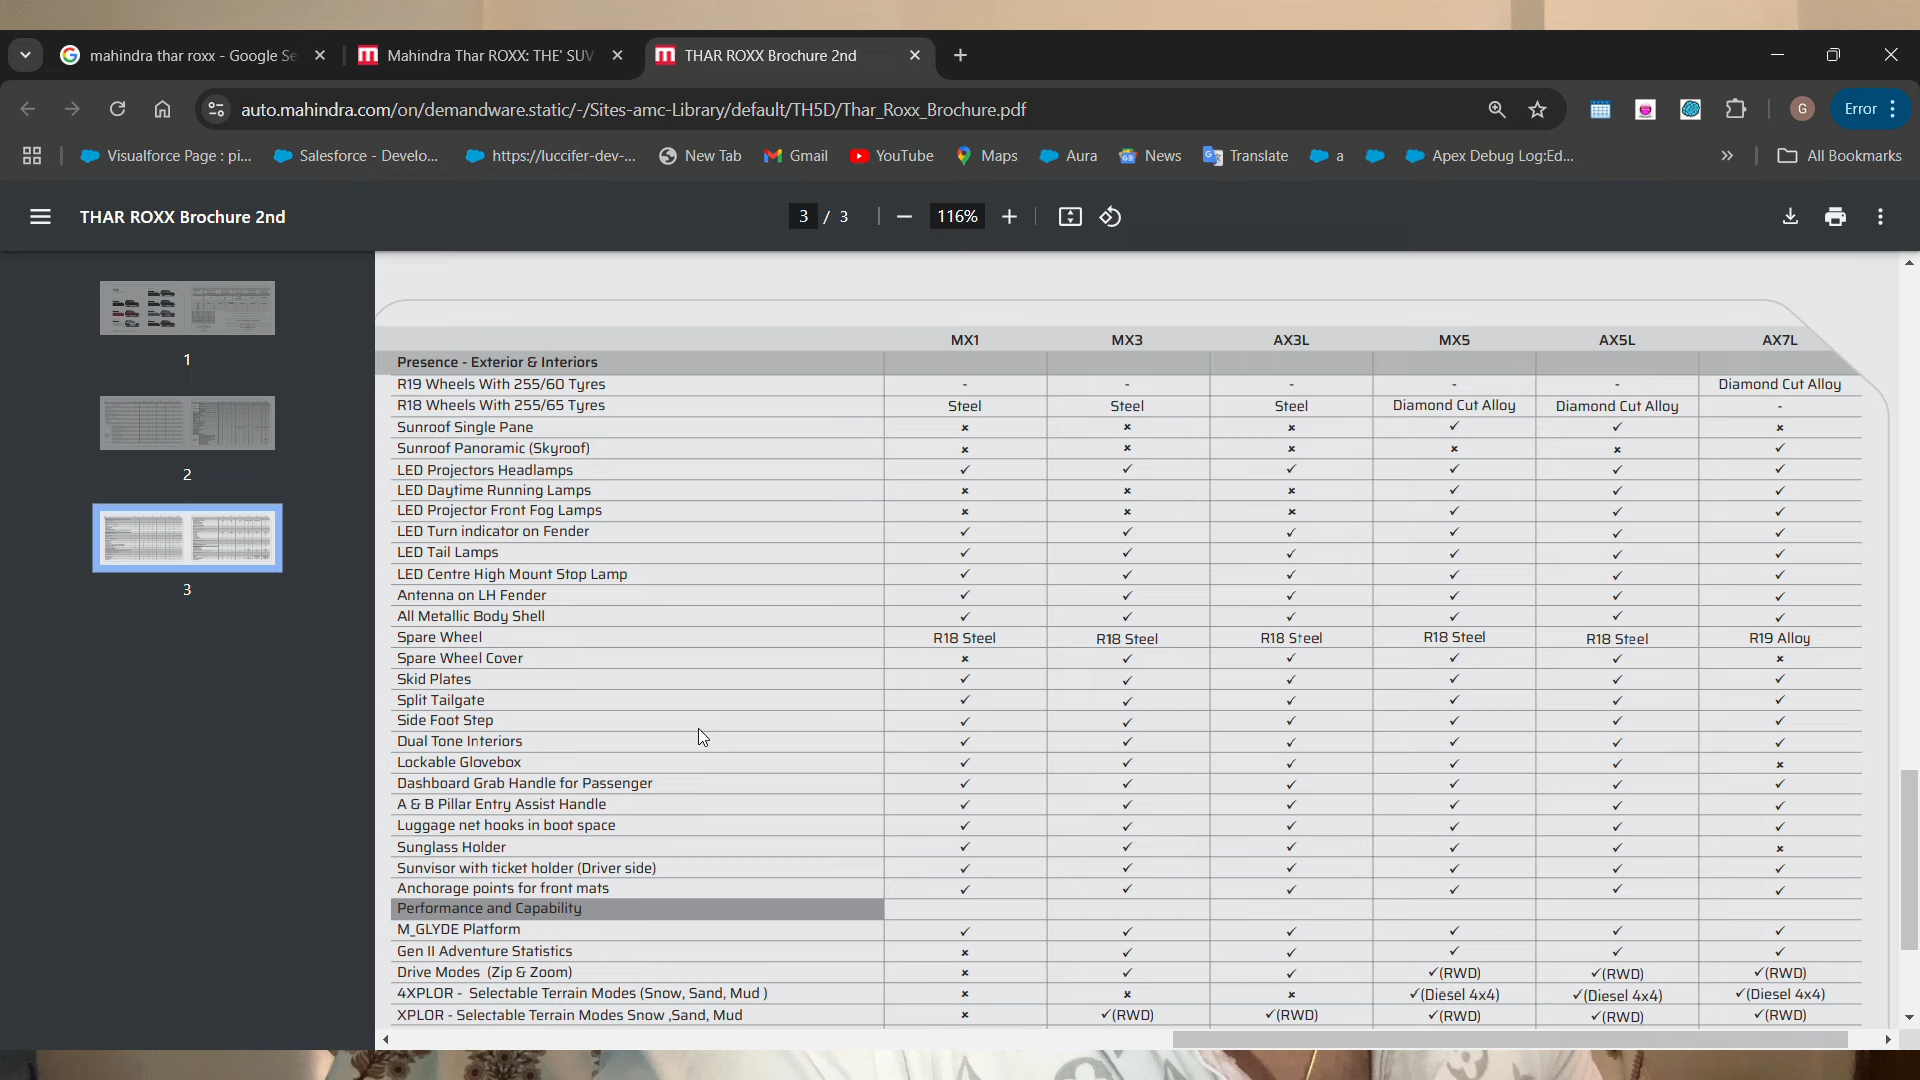 mahindra thar roxx - Google Se
Mahindra Thar ROXX: THE' SUV
THAR ROXX Brochure 2nd
auto.mahindra.com/on/demandware.static/-/Sites-amc-Library/default/TH5D/Thar_Roxx_Brochure.pdf
G
Error
Visualforce Page : pi...
Salesforce - Develo...
https://luccifer-dev-...
New Tab
Gmail
YouTube
Maps
Aura
News
Translate
a
Apex Debug Log:Ed...
All Bookmarks
THAR ROXX Brochure 2nd
3 / 3
116%
1
2
3
MX1 MX3 AX3L MX5 AX5L AX7L
Presence - Exterior & Interiors
R19 Wheels With 255/60 Tyres - - - - - Diamond Cut Alloy
R18 Wheels With 255/65 Tyres Steel Steel Steel Diamond Cut Alloy Diamond Cut Alloy -
Sunroof Single Pane × × × ✓ ✓ ×
Sunroof Panoramic (Skyroof) × × × × × ✓
LED Projectors Headlamps ✓ ✓ ✓ ✓ ✓ ✓
LED Daytime Running Lamps × × × ✓ ✓ ✓
LED Projector Front Fog Lamps × × × ✓ ✓ ✓
LED Turn indicator on Fender ✓ ✓ ✓ ✓ ✓ ✓
LED Tail Lamps ✓ ✓ ✓ ✓ ✓ ✓
LED Centre High Mount Stop Lamp ✓ ✓ ✓ ✓ ✓ ✓
Antenna on LH Fender ✓ ✓ ✓ ✓ ✓ ✓
All Metallic Body Shell ✓ ✓ ✓ ✓ ✓ ✓
Spare Wheel R18 Steel R18 Steel R18 Steel R18 Steel R18 Steel R19 Alloy
Spare Wheel Cover × ✓ ✓ ✓ ✓ ×
Skid Plates ✓ ✓ ✓ ✓ ✓ ✓
Split Tailgate ✓ ✓ ✓ ✓ ✓ ✓
Side Foot Step ✓ ✓ ✓ ✓ ✓ ✓
Dual Tone Interiors ✓ ✓ ✓ ✓ ✓ ✓
Lockable Glovebox ✓ ✓ ✓ ✓ ✓ ×
Dashboard Grab Handle for Passenger ✓ ✓ ✓ ✓ ✓ ✓
A & B Pillar Entry Assist Handle ✓ ✓ ✓ ✓ ✓ ✓
Luggage net hooks in boot space ✓ ✓ ✓ ✓ ✓ ✓
Sunglass Holder ✓ ✓ ✓ ✓ ✓ ×
Sunvisor with ticket holder (Driver side) ✓ ✓ ✓ ✓ ✓ ✓
Anchorage points for front mats ✓ ✓ ✓ ✓ ✓ ✓
Performance and Capability
M_GLYDE Platform ✓ ✓ ✓ ✓ ✓ ✓
Gen II Adventure Statistics × ✓ ✓ ✓ ✓ ✓
Drive Modes (Zip & Zoom) × ✓ ✓ ✓(RWD) ✓(RWD) ✓(RWD)
4XPLOR - Selectable Terrain Modes (Snow, Sand, Mud ) × × × ✓(Diesel 4x4) ✓(Diesel 4x4) ✓(Diesel 4x4)
XPLOR - Selectable Terrain Modes Snow ,Sand, Mud × ✓(RWD) ✓(RWD) ✓(RWD) ✓(RWD) ✓(RWD)